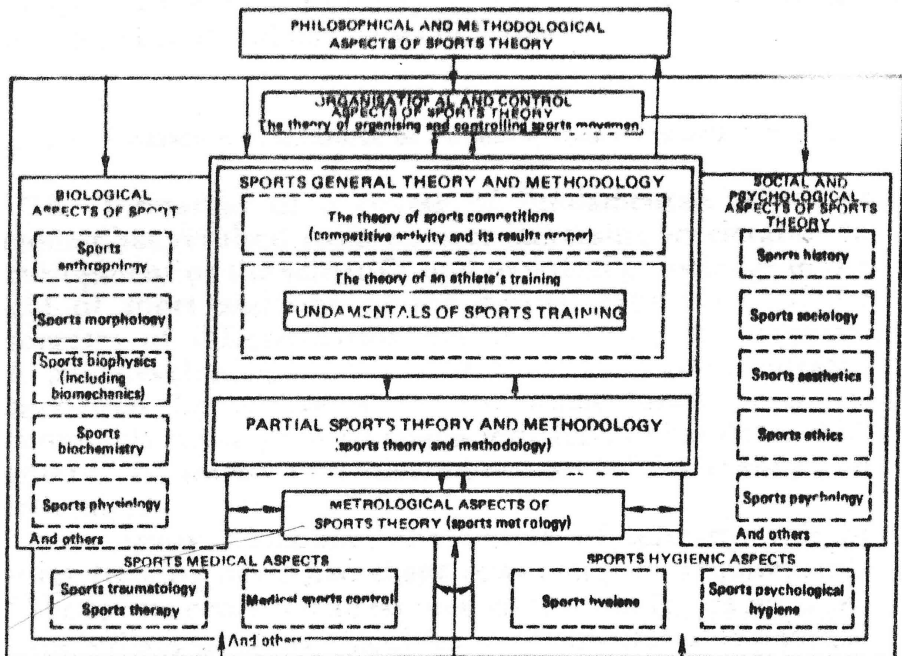 PHILOSOPHICAL AND METHODOLOGICAL
ASPECTS OF SPORTS THEORY
ORGANISATIONAL AND CONTROL
ASPECTS OF SPORTS THEORY
The theory of organising and controlling sports movemen
BIOLOGICAL
ASPECTS OF SPORT
Sports
anthropology
Sports morphology
Sports biophysics
(including
biomechanics)
Sports
biochemistry
Sports physiology
And others
SPORTS GENERAL THEORY AND METHODOLOGY
The theory of sports competitions
(competitive activity and its results proper)
The theory of an athlete's training
FUNDAMENTALS OF SPORTS TRAINING
PARTIAL SPORTS THEORY AND METHODOLOGY
(sports theory and methodology)
METROLOGICAL ASPECTS OF
SPORTS THEORY (sports metrology)
SOCIAL AND
PSYCHOLOGICAL
ASPECTS OF SPORTS
THEORY
Sports history
Sports sociology
Sports aesthetics
Sports ethics
Sports psychology
And others
SPORTS MEDICAL ASPECTS
Sports traumatology
Sports therapy
Medical sports control
SPORTS HYGIENIC ASPECTS
Sports hygiene
Sports psychological
hygiene
And others